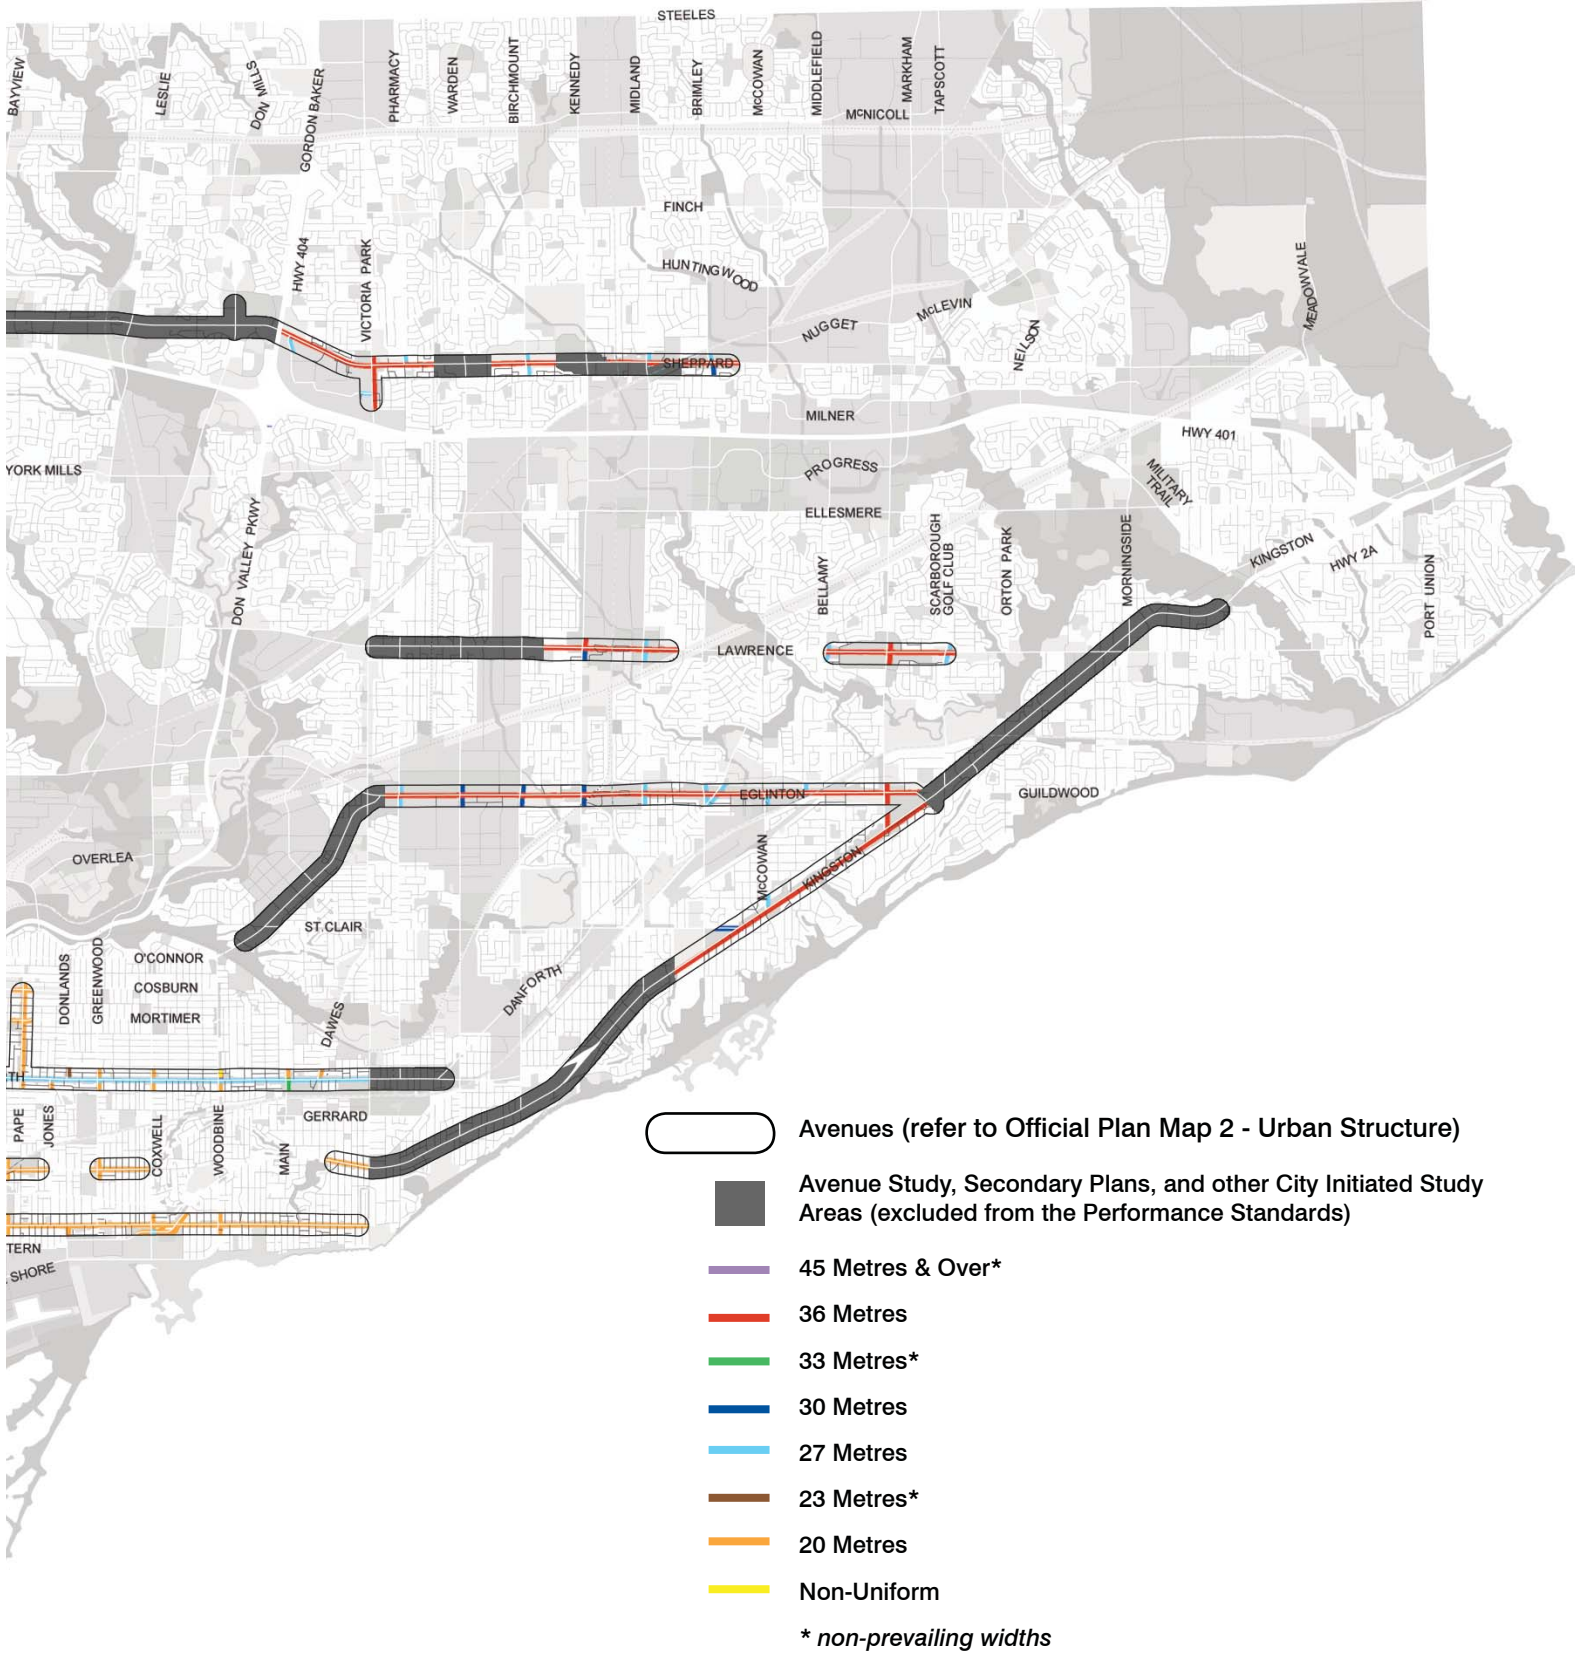 STEELES
BAYVIEW
LESLIE
DON MILLS
GORDON BAKER
PHARMACY
WARDEN
BIRCHMOUNT
KENNEDY
MIDLAND
BRIMLEY
McCOWAN
MIDDLEFIELD
MARKHAM
TAPSCOTT
McNICOLL
FINCH
HWY 404
VICTORIA PARK
HUNTINGWOOD
NUGGET
McLEVIN
NEILSON
MEADOWVALE
SHEPPARD
MILNER
HWY 401
YORK MILLS
PROGRESS
MILITARY
TRAIL
DON VALLEY PKWY
ELLESMERE
BELLAMY
SCARBOROUGH
GOLF CLUB
ORTON PARK
MORNINGSIDE
KINGSTON
HWY 2A
PORT UNION
LAWRENCE
EGLINTON
GUILDWOOD
OVERLEA
McCOWAN
KINGSTON
ST.CLAIR
DONLANDS
GREENWOOD
O'CONNOR
COSBURN
MORTIMER
DAWES
DANFORTH
TH
PAPE
JONES
COXWELL
WOODBINE
MAIN
GERRARD
TERN
SHORE
Avenues (refer to Official Plan Map 2 - Urban Structure)
Avenue Study, Secondary Plans, and other City Initiated Study
Areas (excluded from the Performance Standards)
45 Metres & Over*
36 Metres
33 Metres*
30 Metres
27 Metres
23 Metres*
20 Metres
Non-Uniform
* non-prevailing widths